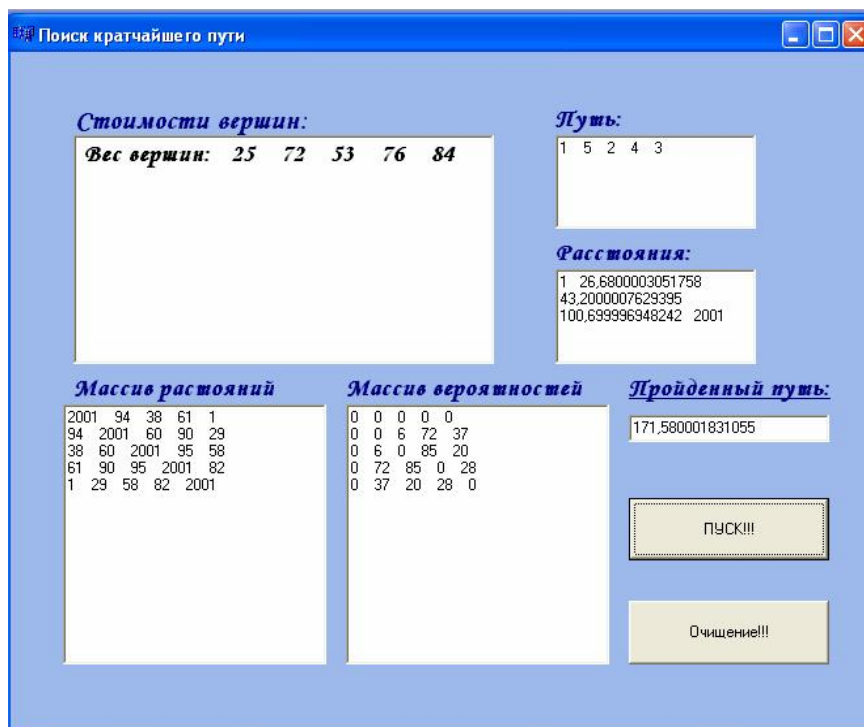 Поиск кратчайшего пути
Стоимости вершин:
Вес вершин: 25 72 53 76 84
Путь:
1 5 2 4 3
Расстояния:
1 26,6800003051758
43,2000007629395
100,699996948242 2001
Массив растояний
2001 94 38 61 1
94 2001 60 90 29
38 60 2001 95 58
61 90 95 2001 82
1 29 58 82 2001
Массив вероятностей
0 0 0 0 0
0 0 6 72 37
0 6 0 85 20
0 72 85 0 28
0 37 20 28 0
Пройденный путь:
171,580001831055
ПУСК!!!
Очищение!!!